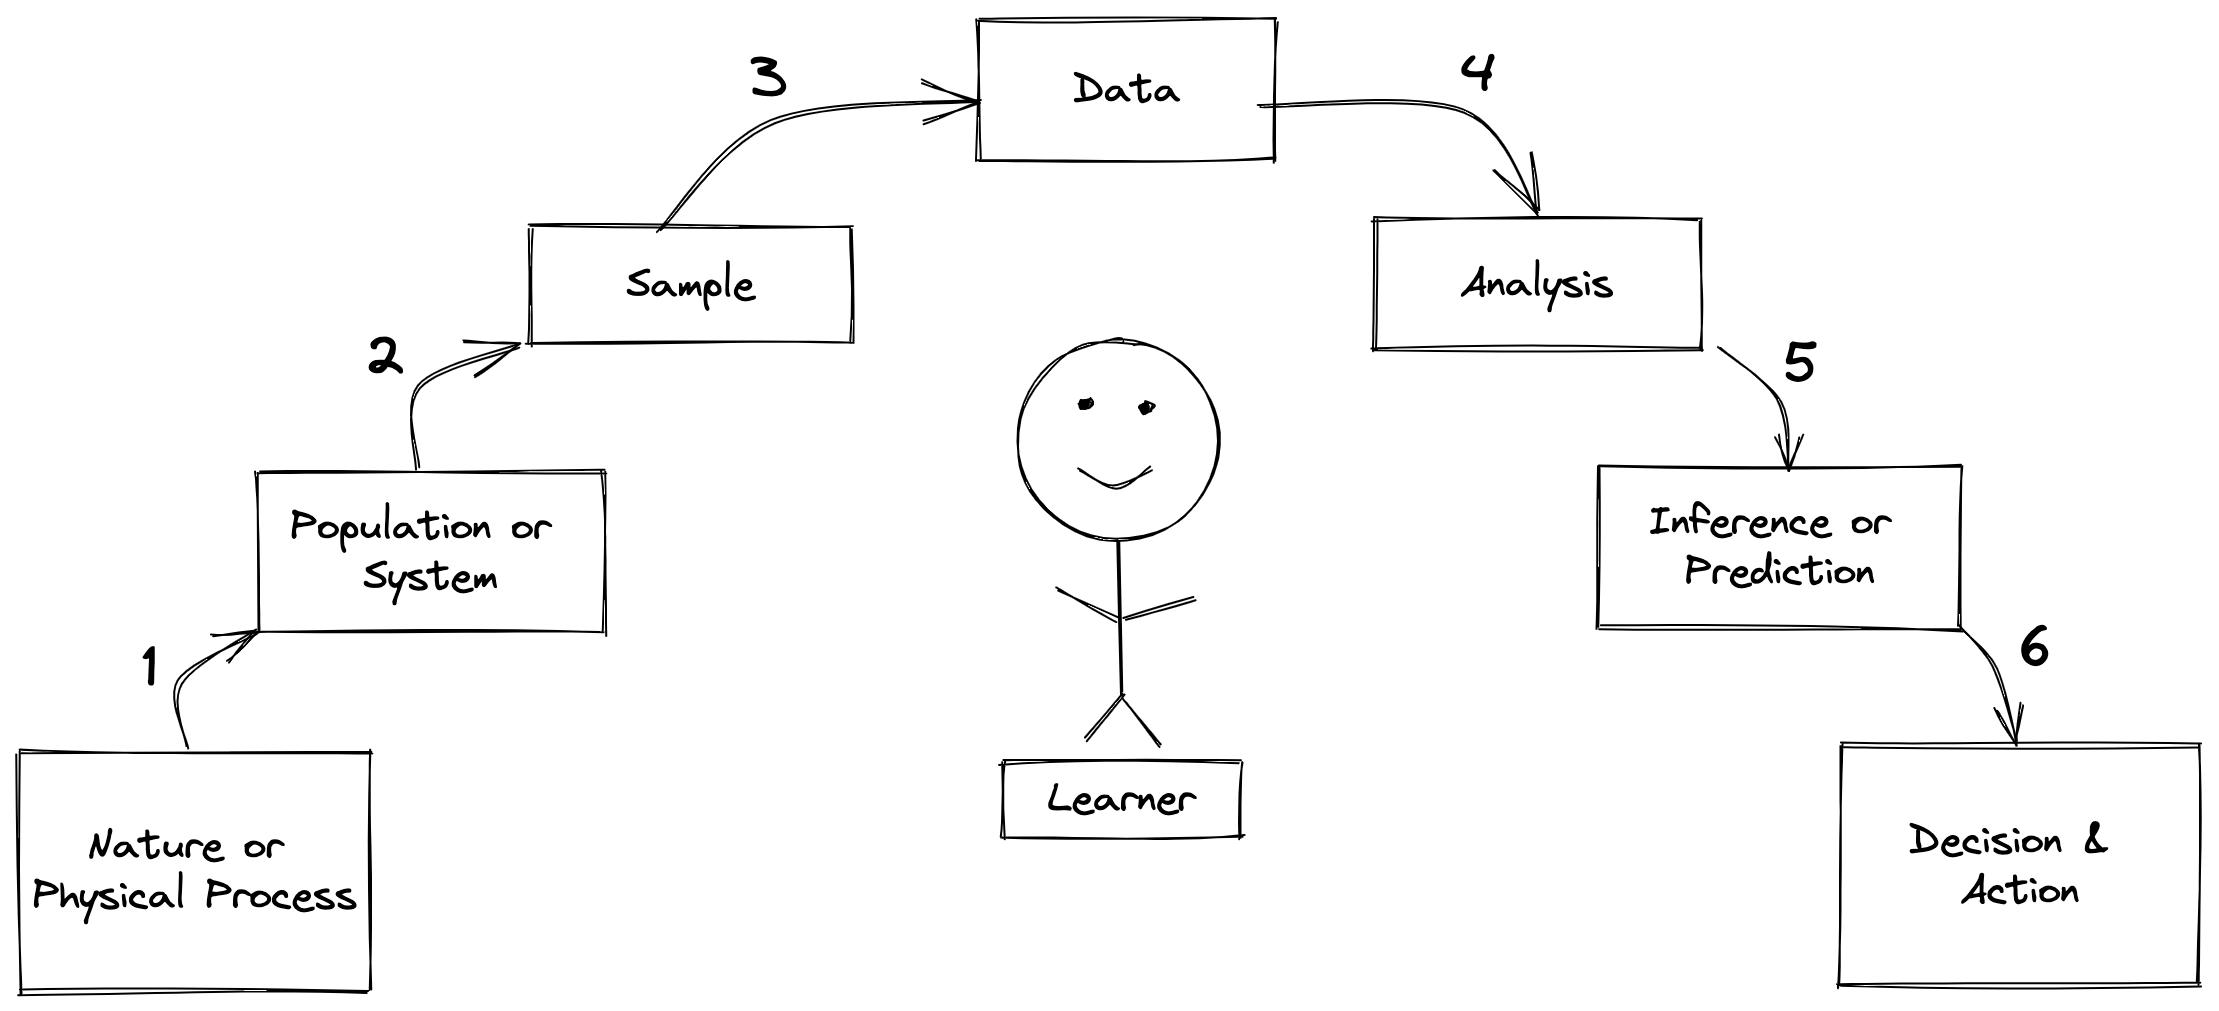 3
Data
4
Sample
Analysis
2
5
Population or
System
Inference or
Prediction
1
6
Learner
Nature or
Physical Process
Decision &
Action